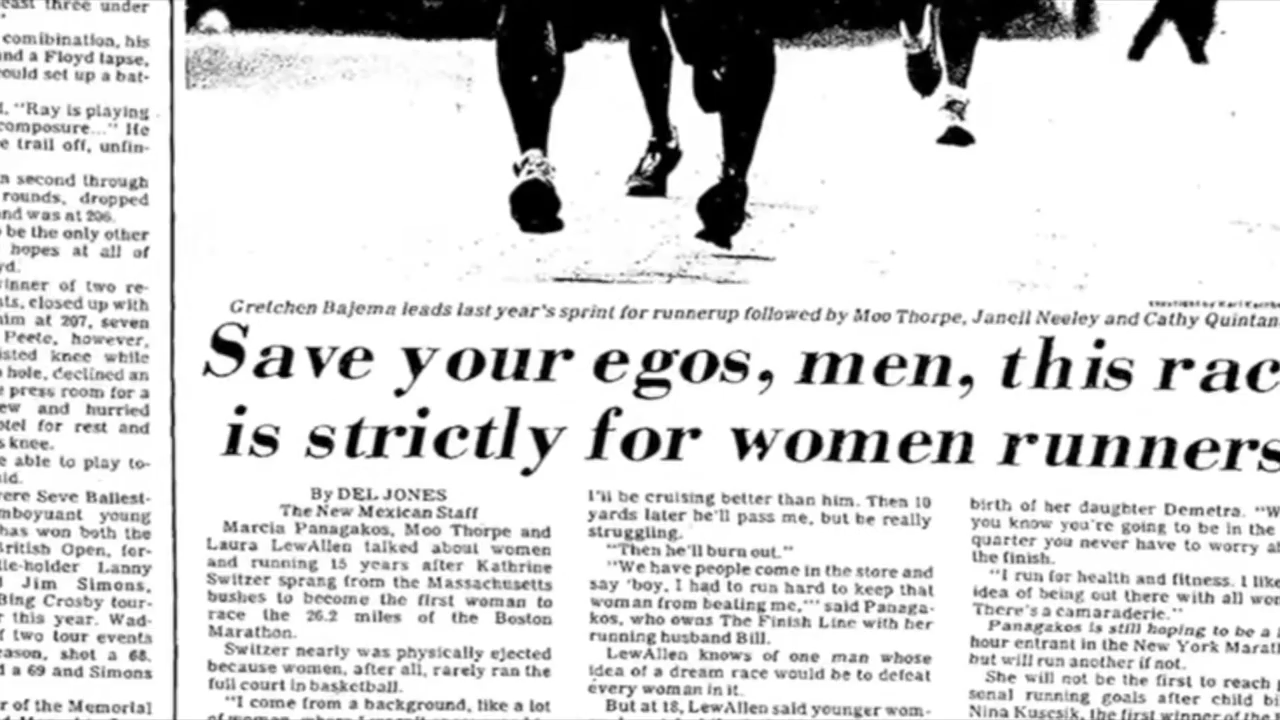 east three under
comibination, his
and a Floyd lapse,
could set up a bat-
"Ray is playing
composure..." He
e trail off, unfin-
n second through
rounds, dropped
and was at 206.
be the only other
hopes at all of
yd.
inner of two re-
sts, closed up with
him at 207, seven
Peete, however,
isted knee while
hole, declined an
press room for a
ew and hurried
otel for rest and
s knee.
e able to play to-
were Seve Ballest-
mboyuant young
has won both the
British Open, for-
tle-holder Lanny
Jim Simons,
Bing Crosby tour-
r this year. Wad-
f two tour events
eason, shot a 68.
d a 69 and Simons
r of the Memorial
Gretchen Bajema leads last year's sprint for runnerup followed by Moo Thorpe, Janell Neeley and Cathy Quintan
Save your egos, men, this rac
is strictly for women runners
By DEL JONES
The New Mexican Staff
Marcia Panagakos, Moo Thorpe and
Laura LewAllen talked about women
and running 15 years after Kathrine
Switzer sprang from the Massachusetts
bushes to become the first woman to
race the 26.2 miles of the Boston
Marathon.
Switzer nearly was physically ejected
because women, after all, rarely ran the
full court in basketball.
"I come from a background, like a lot
of women, where I
I'll be cruising better than him. Then 10
yards later he'll pass me, but be really
struggling.
"Then he'll burn out."
"We have people come in the store and
say 'boy, I had to run hard to keep that
woman from beating me,'" said Panaga-
kos, who owns The Finish Line with her
running husband Bill.
LewAllen knows of one man whose
idea of a dream race would be to defeat
every woman in it.
But at 18, LewAllen said younger wom-
birth of her daughter Demetra. "W
you know you're going to be in the
quarter you never have to worry a
the finish.
"I run for health and fitness. I like
idea of being out there with all wom
There's a camaraderie."
Panagakos is still hoping to be a
hour entrant in the New York Marat
but will run another if not.
She will not be the first to reach
sonal running goals after child bi
Nina Kuscsik, the first winner of the